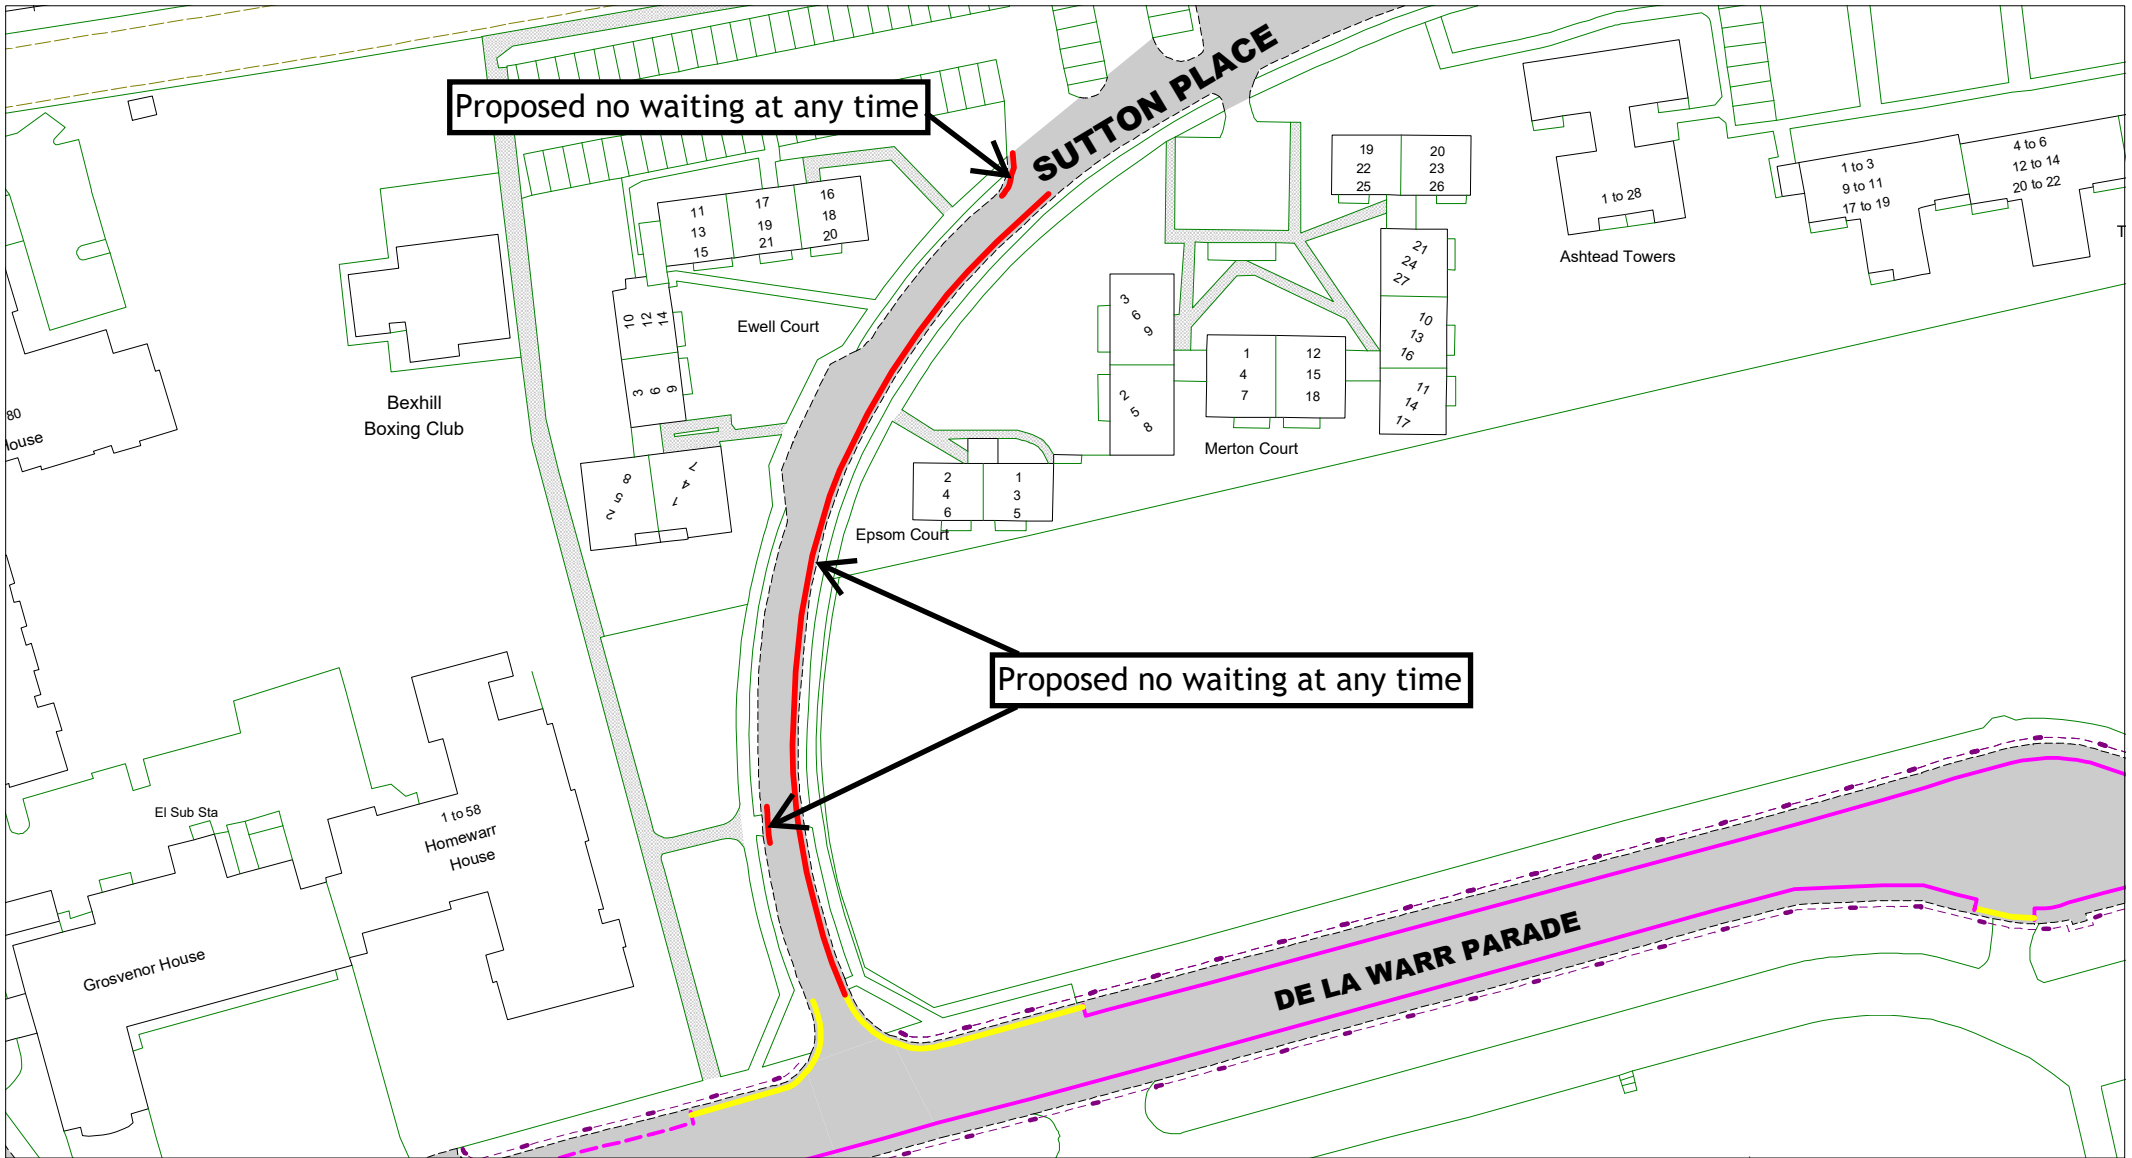 Proposed no waiting at any time
SUTTON PLACE
19
22
25
20
23
26
1 to 28
Ashtead Towers
1 to 3
9 to 11
17 to 19
4 to 6
12 to 14
20 to 22
T
11
13
15
17
19
21
16
18
20
10
12
14
3
6
9
Ewell Court
8
5
2
7
4
1
Bexhill
Boxing Club
80
House
3
6
9
2
5
8
1
4
7
12
15
18
21
24
27
10
13
16
11
14
17
Merton Court
2
4
6
1
3
5
Epsom Court
Proposed no waiting at any time
El Sub Sta
1 to 58
Homewarr
House
Grosvenor House
DE LA WARR PARADE